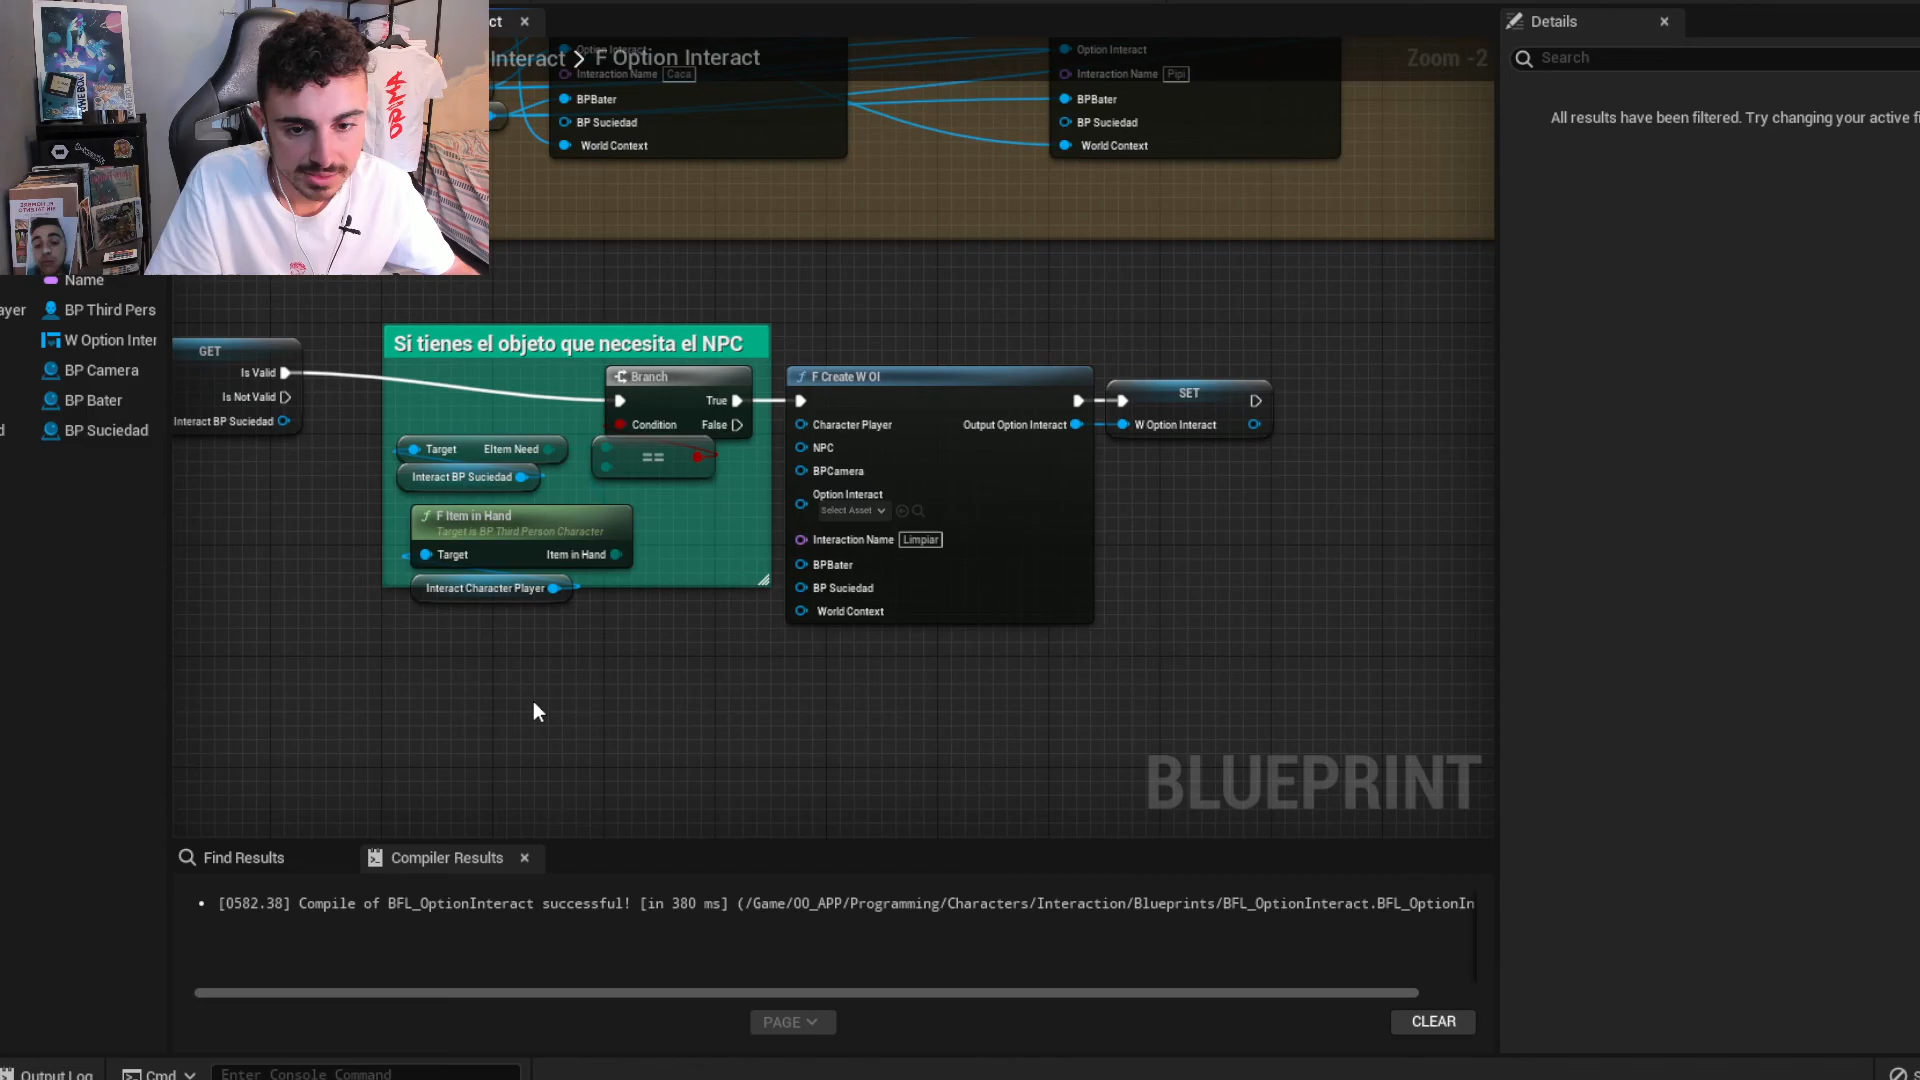 ct
Interact > F Option Interact
Zoom -2
Details
Search
All results have been filtered. Try changing your active fi
Option Interact
Interaction Name Caca
BPBater
BP Suciedad
World Context
Option Interact
Interaction Name Pipi
BPBater
BP Suciedad
World Context
AMIRO
Name
ayer BP Third Pers
W Option Inter
BP Camera
BP Bater
d BP Suciedad
GET
Is Valid
Is Not Valid
Interact BP Suciedad
Si tienes el objeto que necesita el NPC
Branch
True
Condition False
Target EItem Need
Interact BP Suciedad
==
F Item in Hand
Target is BP Third Person Character
Target Item in Hand
Interact Character Player
F Create W OI
Character Player Output Option Interact
NPC
BPCamera
Option Interact
Select Asset
Interaction Name Limpiar
BPBater
BP Suciedad
World Context
SET
W Option Interact
BLUEPRINT
Find Results
Compiler Results
[0582.38] Compile of BFL_OptionInteract successful! [in 380 ms] (/Game/OO_APP/Programming/Characters/Interaction/Blueprints/BFL_OptionInteract.BFL_OptionIn
PAGE
CLEAR
Output Log
Cmd
Enter Console Command